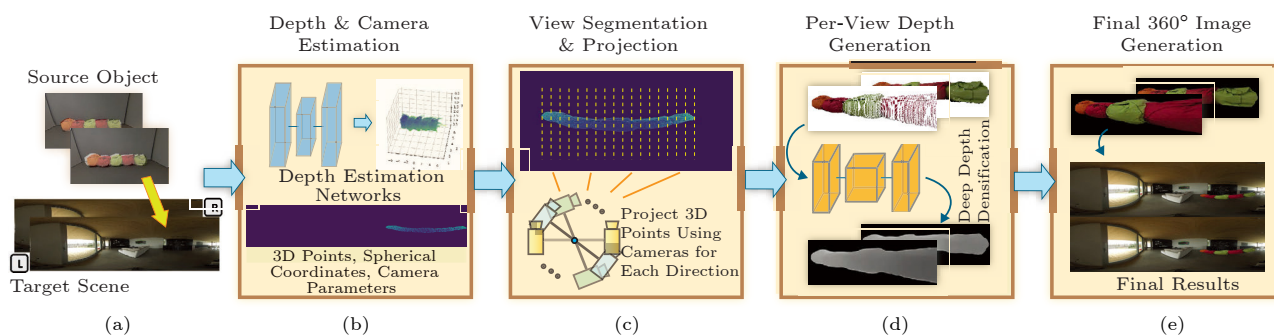 Source Object
R
L
Target Scene
(a)
Depth & Camera
Estimation
Depth Estimation
Networks
3D Points, Spherical
Coordinates, Camera
Parameters
(b)
View Segmentation
& Projection
Project 3D
Points Using
Cameras for
Each Direction
(c)
Per-View Depth
Generation
Deep Depth
Densification
(d)
Final 360° Image
Generation
Final Results
(e)